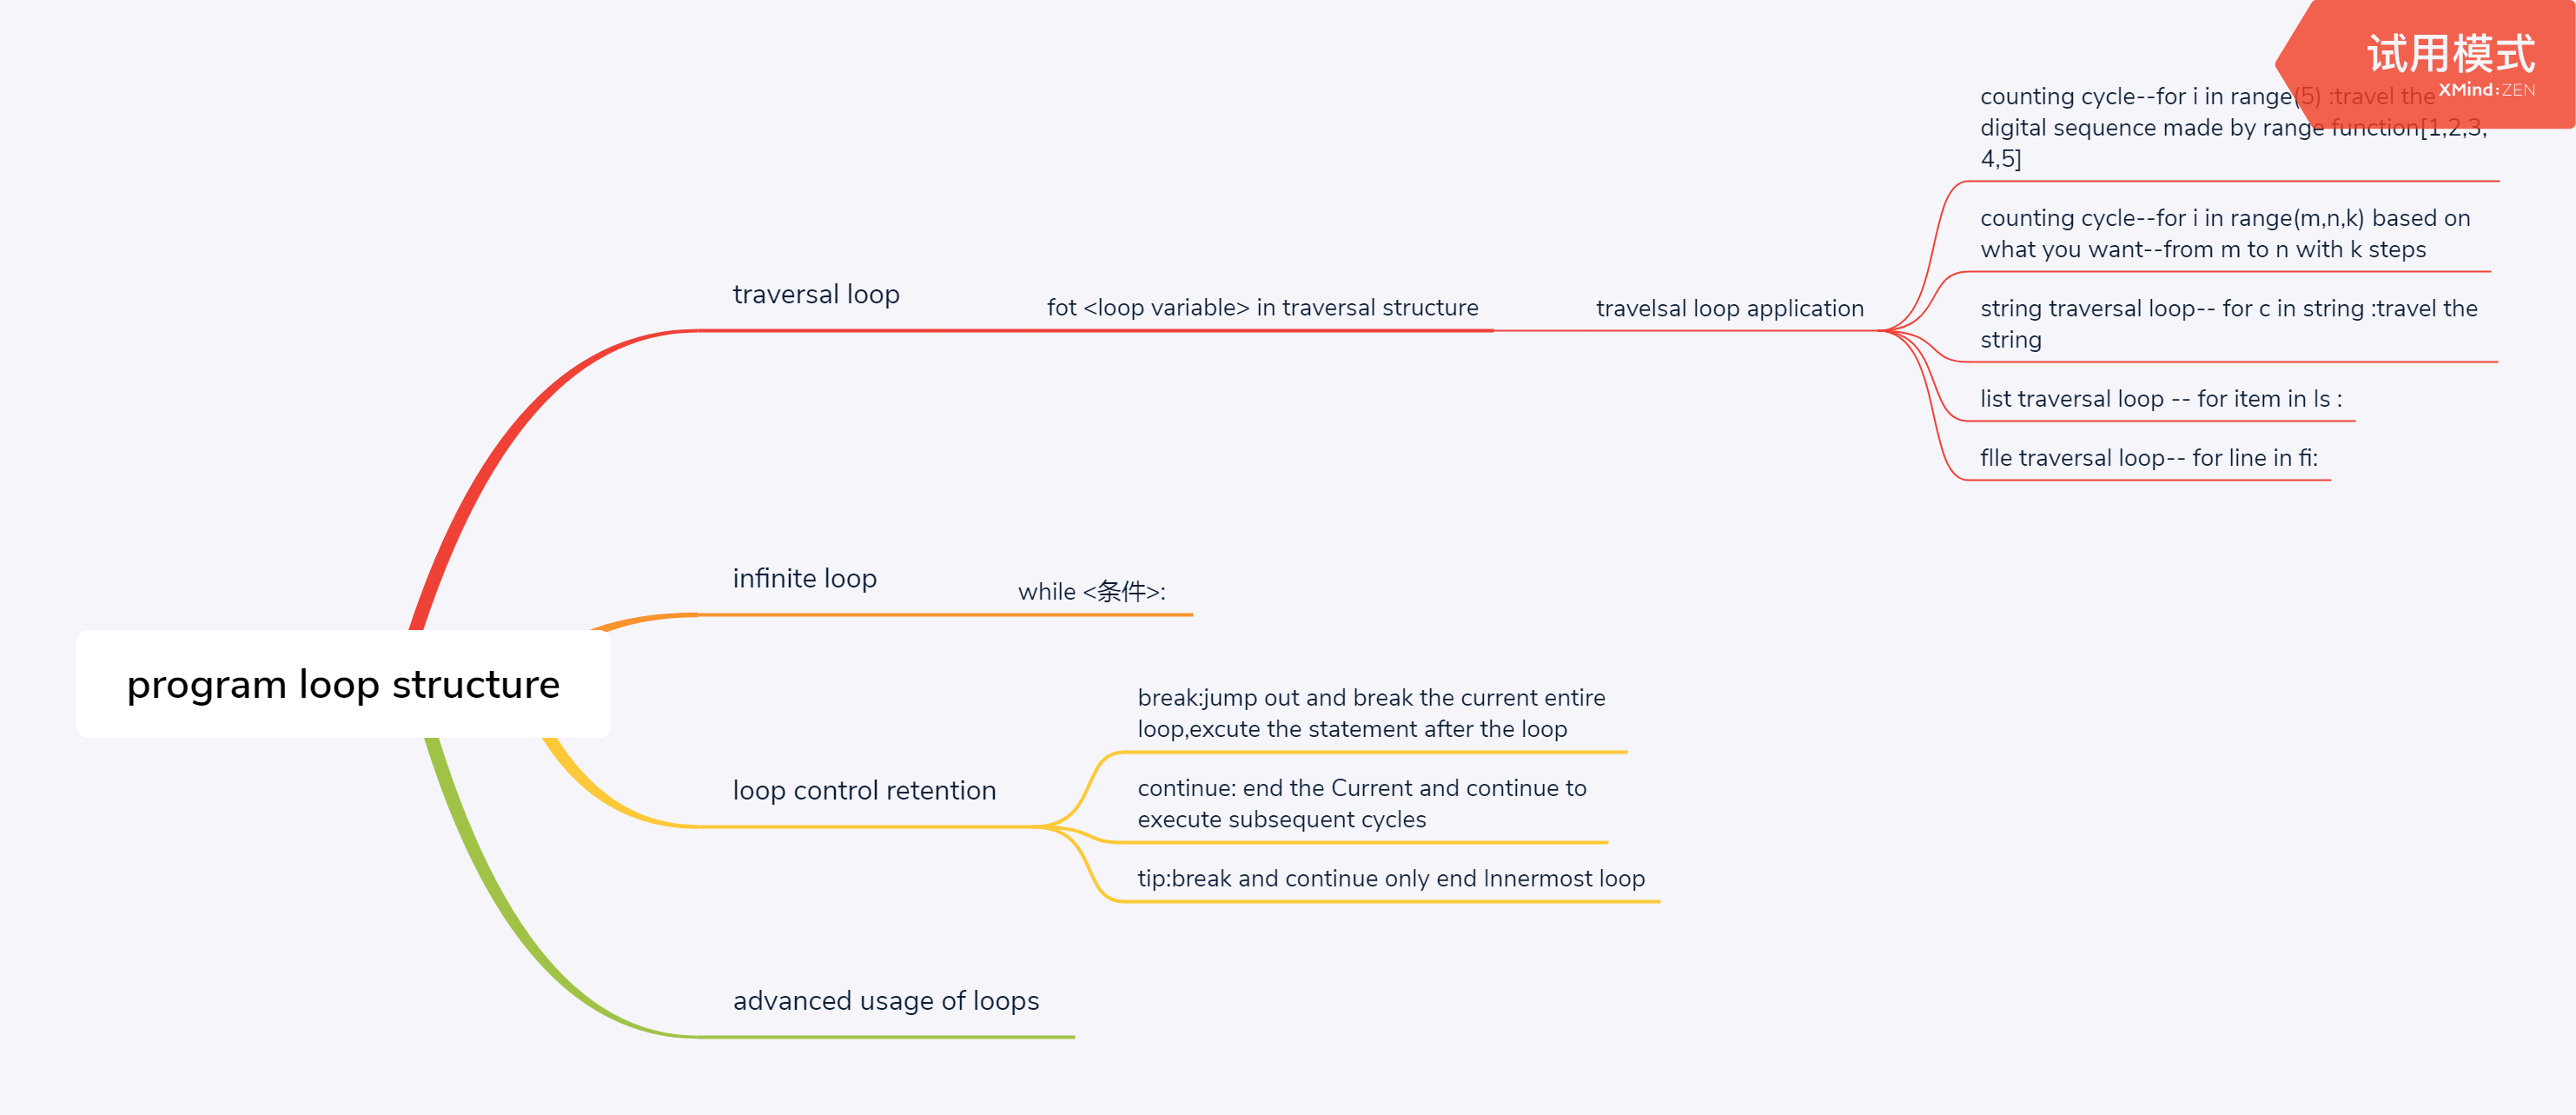 试用模式
XMind:ZEN
counting cycle--for i in range(5) :travel the
digital sequence made by range function[1,2,3,
4,5]
counting cycle--for i in range(m,n,k) based on
what you want--from m to n with k steps
traversal loop
fot <loop variable> in traversal structure
travelsal loop application
string traversal loop-- for c in string :travel the
string
list traversal loop -- for item in ls :
flle traversal loop-- for line in fi:
infinite loop
while <条件>:
program loop structure
break:jump out and break the current entire
loop,excute the statement after the loop
loop control retention
continue: end the Current and continue to
execute subsequent cycles
tip:break and continue only end Innermost loop
advanced usage of loops